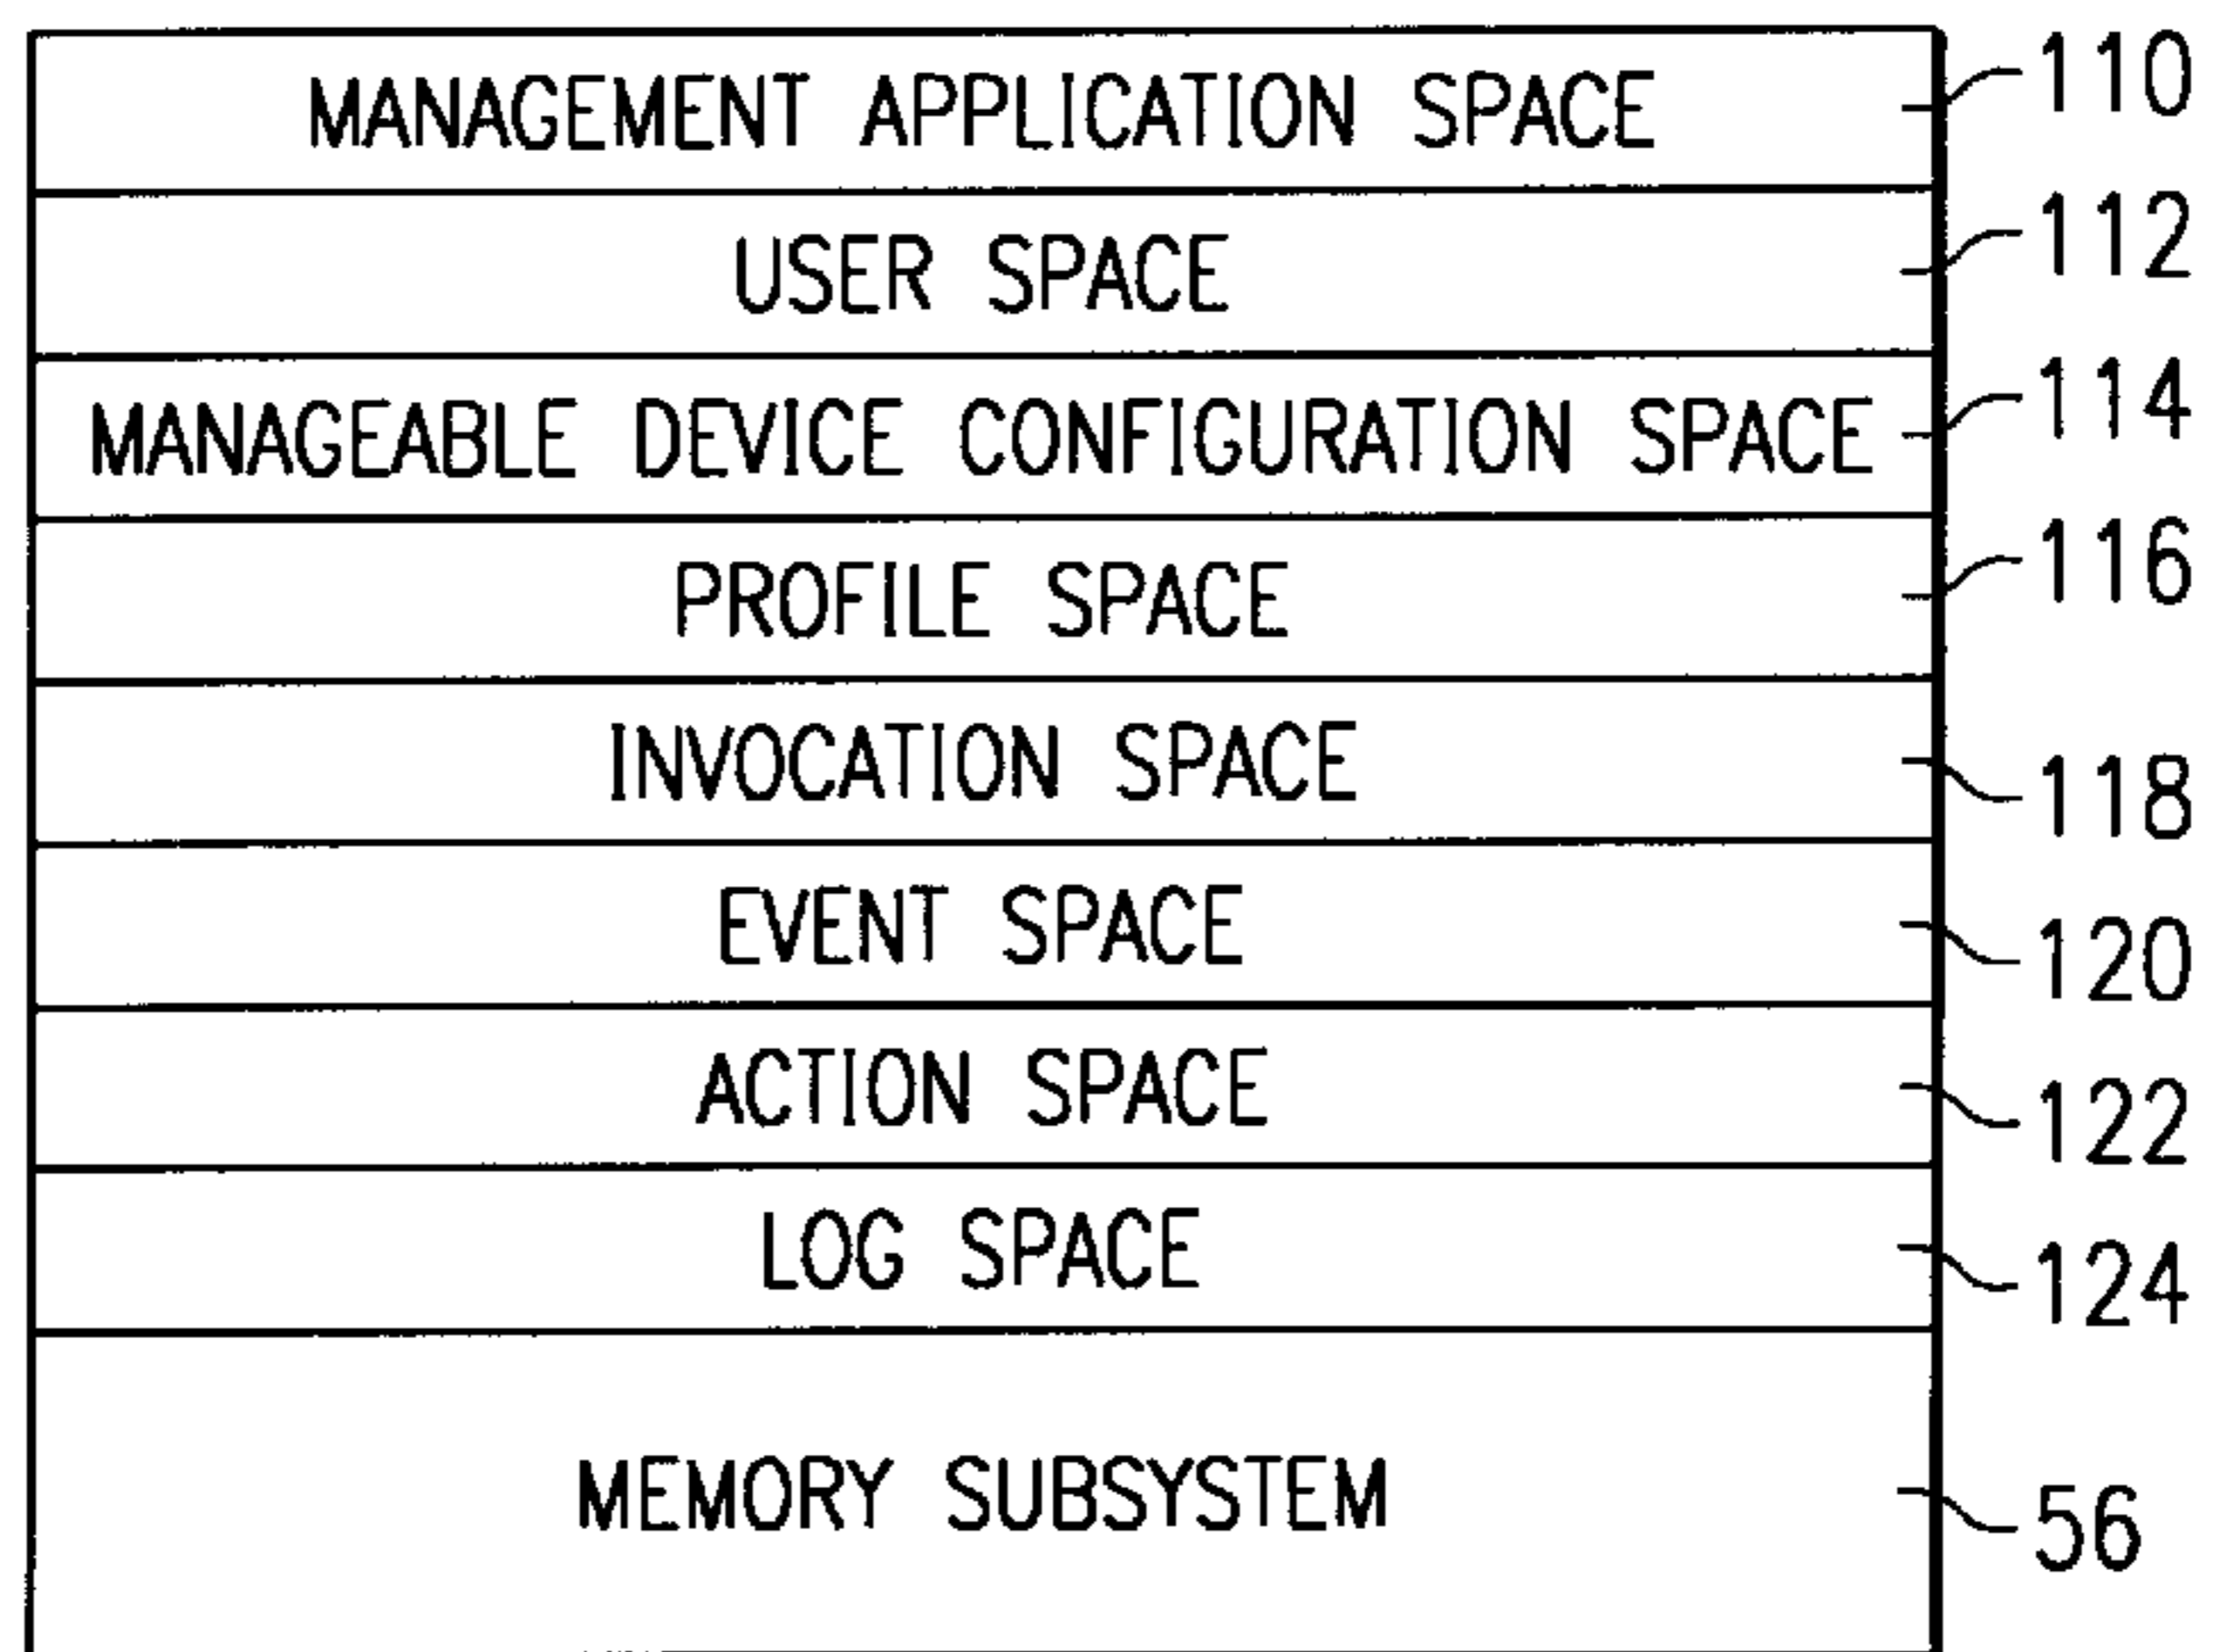 MANAGEMENT APPLICATION SPACE 110
USER SPACE 112
MANAGEABLE DEVICE CONFIGURATION SPACE 114
PROFILE SPACE 116
INVOCATION SPACE 118
EVENT SPACE 120
ACTION SPACE 122
LOG SPACE 124
MEMORY SUBSYSTEM 56